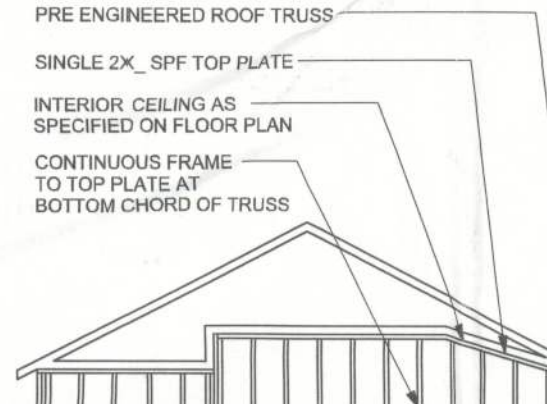 PRE ENGINEERED ROOF TRUSS
SINGLE 2X_ SPF TOP PLATE
INTERIOR CEILING AS
SPECIFIED ON FLOOR PLAN
CONTINUOUS FRAME
TO TOP PLATE AT
BOTTOM CHORD OF TRUSS